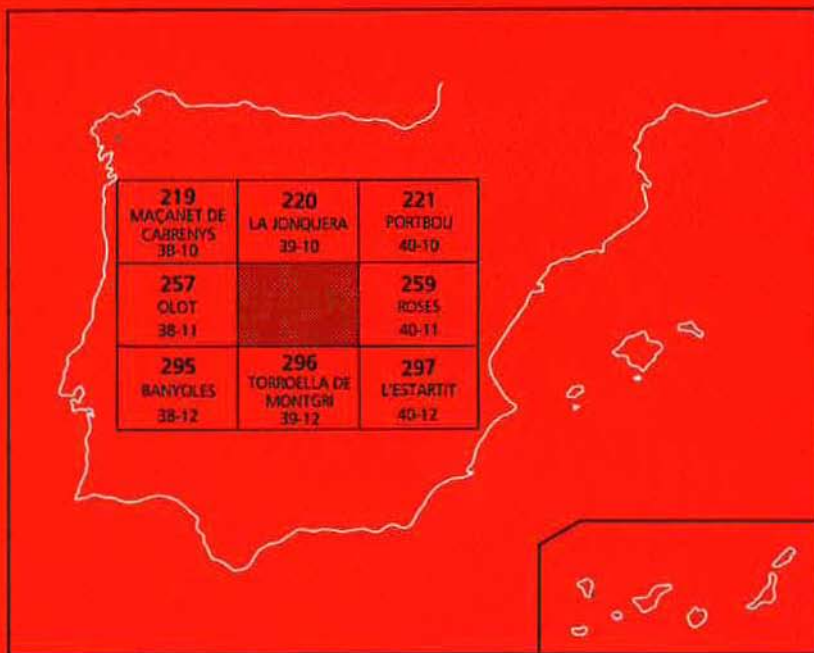 219
MAÇANET DE
CABRENYS
38-10
220
LA JONQUERA
39-10
221
PORTBOU
40-10
257
OLOT
38-11
259
ROSES
40-11
295
BANYOLES
38-12
296
TORROELLA DE
MONTGRI
39-12
297
L'ESTARTIT
40-12